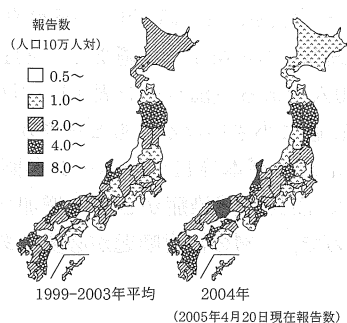 報告数
(人口10万人対)
0.5～
1.0～
2.0～
4.0～
8.0～
1999-2003年平均
2004年
(2005年4月20日現在報告数)